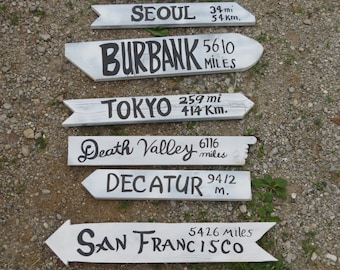 SEOUL 34 mi
54 Km.
BURBANK 5610
MILES
TOKYO 259 mi
414 Km.
Death Valley 6116
miles
DECATUR 9412
M.
SAN FRANCISCO 5426 Miles